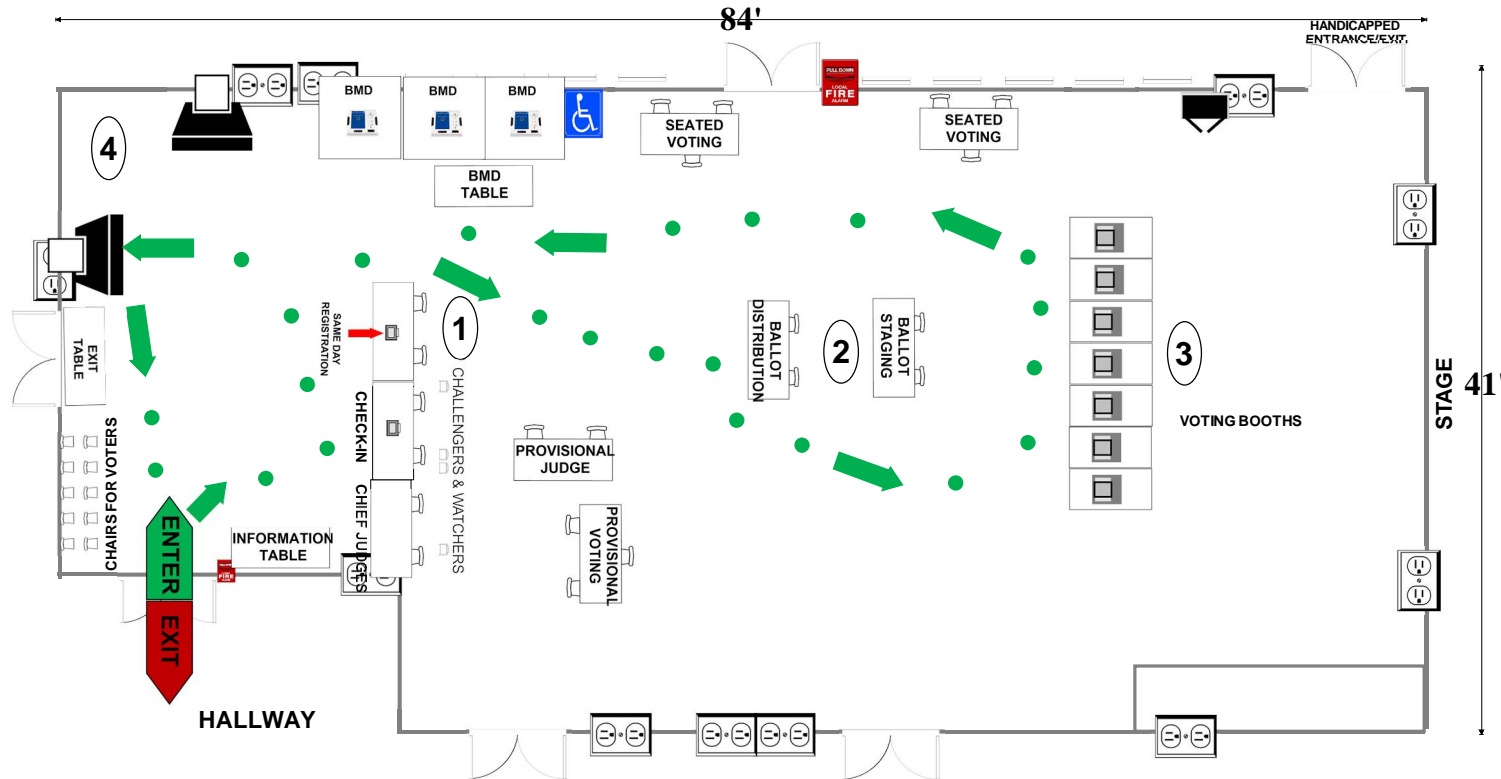 84'
HANDICAPPED
ENTRANCE/EXIT
PULL DOWN
LOCAL
FIRE
ALARM
BMD
BMD
BMD
SEATED
VOTING
SEATED
VOTING
4
BMD
TABLE
SAME DAY
REGISTRATION
1
BALLOT
DISTRIBUTION
2
BALLOT
STAGING
3
EXIT
TABLE
CHECK-IN
CHALLENGERS & WATCHERS
VOTING BOOTHS
STAGE
41'
PROVISIONAL
JUDGE
CHAIRS FOR VOTERS
ENTER
INFORMATION
TABLE
CHIEF JUDGES
PROVISIONAL
VOTING
FIRE
EXIT
HALLWAY